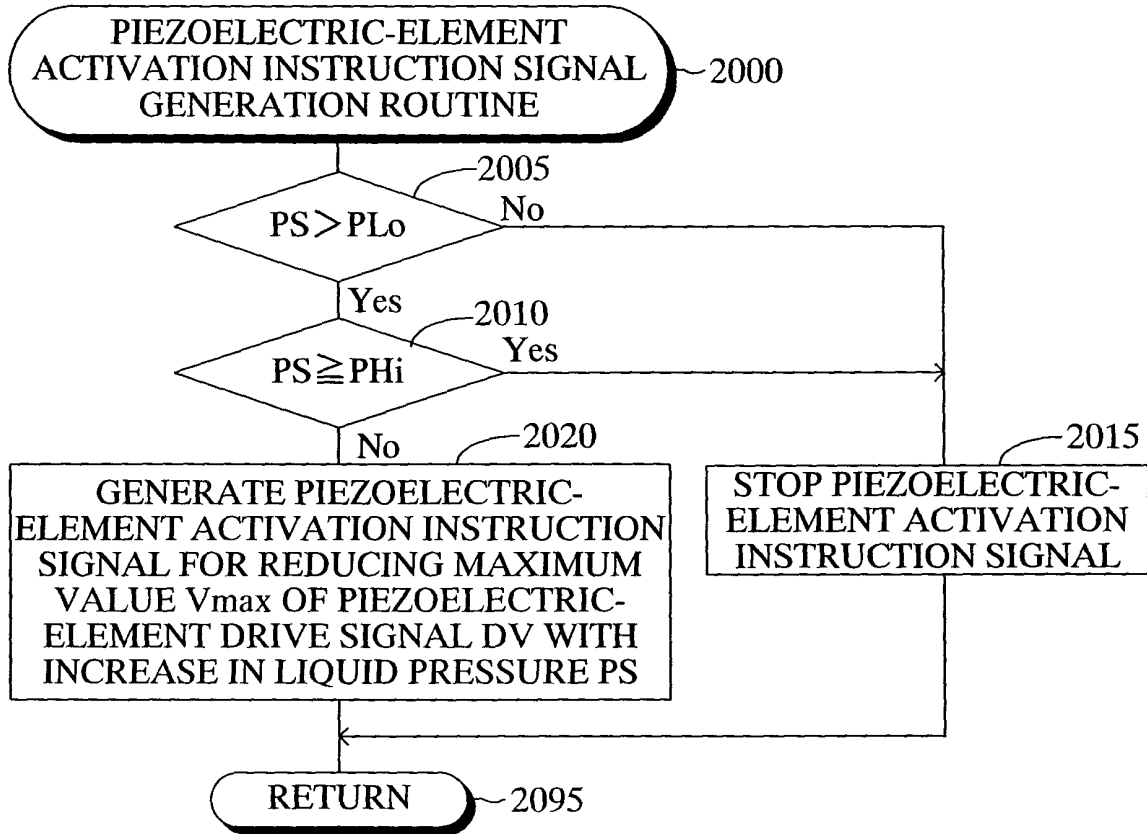 PIEZOELECTRIC-ELEMENT
ACTIVATION INSTRUCTION SIGNAL
GENERATION ROUTINE
2000
2005
PS>PLo
No
Yes
2010
PS≧PHi
Yes
No
2020
GENERATE PIEZOELECTRIC-
ELEMENT ACTIVATION INSTRUCTION
SIGNAL FOR REDUCING MAXIMUM
VALUE Vmax OF PIEZOELECTRIC-
ELEMENT DRIVE SIGNAL DV WITH
INCREASE IN LIQUID PRESSURE PS
2015
STOP PIEZOELECTRIC-
ELEMENT ACTIVATION
INSTRUCTION SIGNAL
RETURN
2095